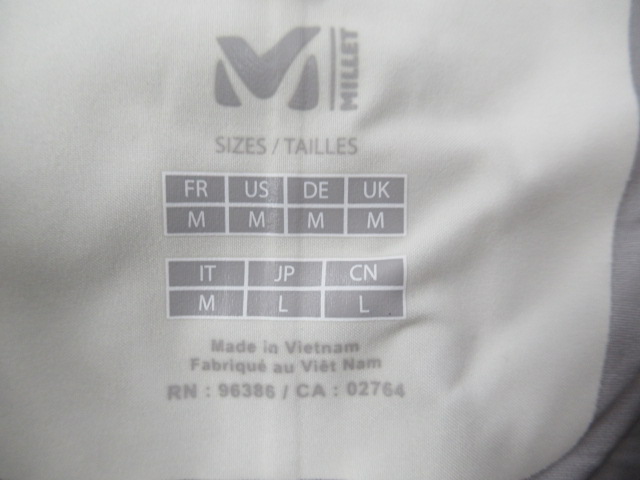 MILLET
SIZES / TAILLES
FR US DE UK
M M M M
IT JP CN
M L L
Made in Vietnam
Fabriqué au Viêt Nam
RN : 96386 / CA : 02764